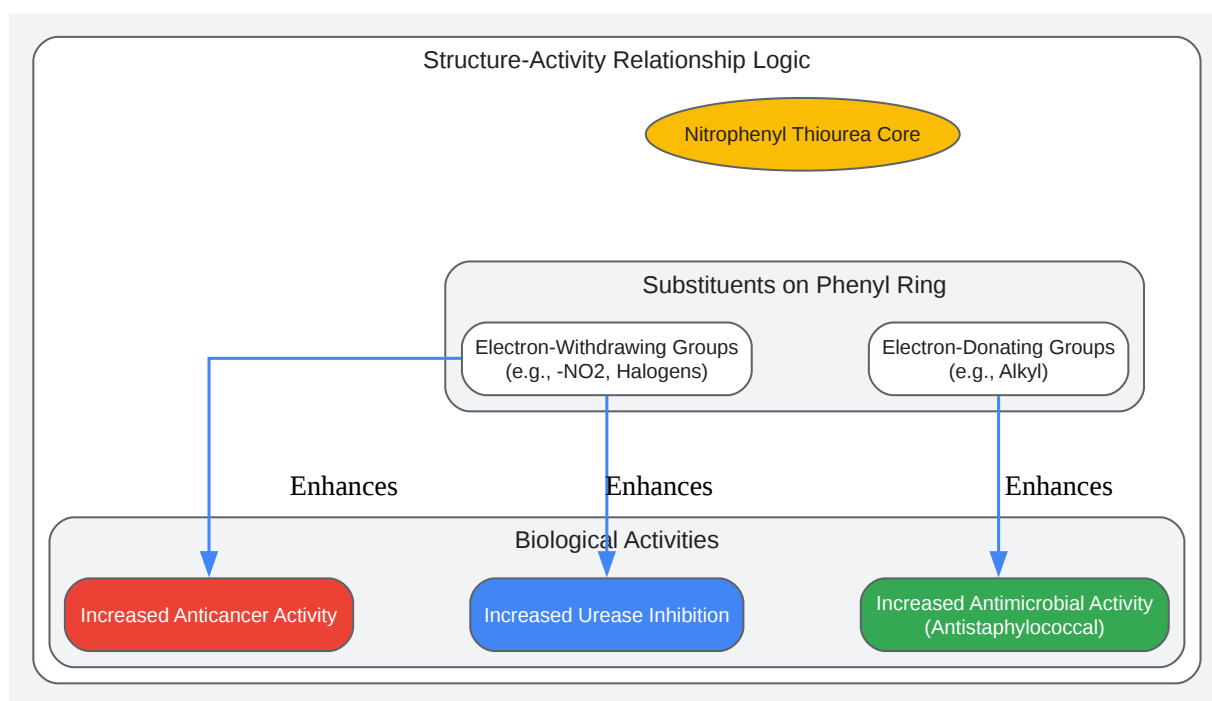 Structure-Activity Relationship Logic
Nitrophenyl Thiourea Core
Substituents on Phenyl Ring
Electron-Withdrawing Groups
(e.g., -NO2, Halogens)
Electron-Donating Groups
(e.g., Alkyl)
Enhances
Enhances
Enhances
Biological Activities
Increased Anticancer Activity
Increased Urease Inhibition
Increased Antimicrobial Activity
(Antistaphylococcal)